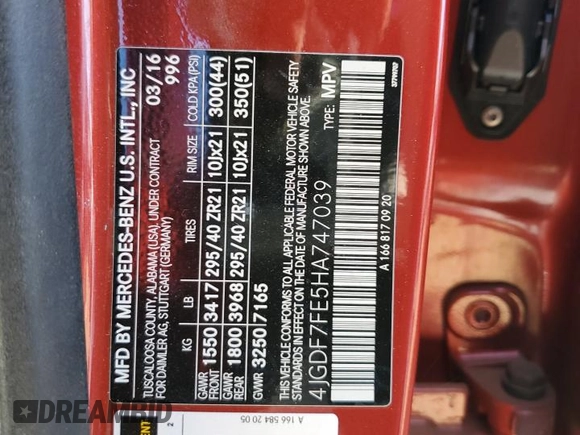 MFD BY MERCEDES-BENZ U.S. INTL., INC
TUSCALOOSA COUNTY, ALABAMA (USA), UNDER CONTRACT
FOR DAIMLER AG, STUTTGART (GERMANY)
03/16
996
KG LB TIRES RIM SIZE COLD KPA (PSI)
GAWR FRONT 1550 3417 295/40 ZR21 10Jx21 300(44)
GAWR REAR 1800 3968 295/40 ZR21 10Jx21 350(51)
GVWR 3250 7165
THIS VEHICLE CONFORMS TO ALL APPLICABLE FEDERAL MOTOR VEHICLE SAFETY
STANDARDS IN EFFECT ON THE DATE OF MANUFACTURE SHOWN ABOVE.
4JGDF7FE5HA747039 TYPE: MPV
A 166 817 09 20
A 166 584 20 05
DREAMBID